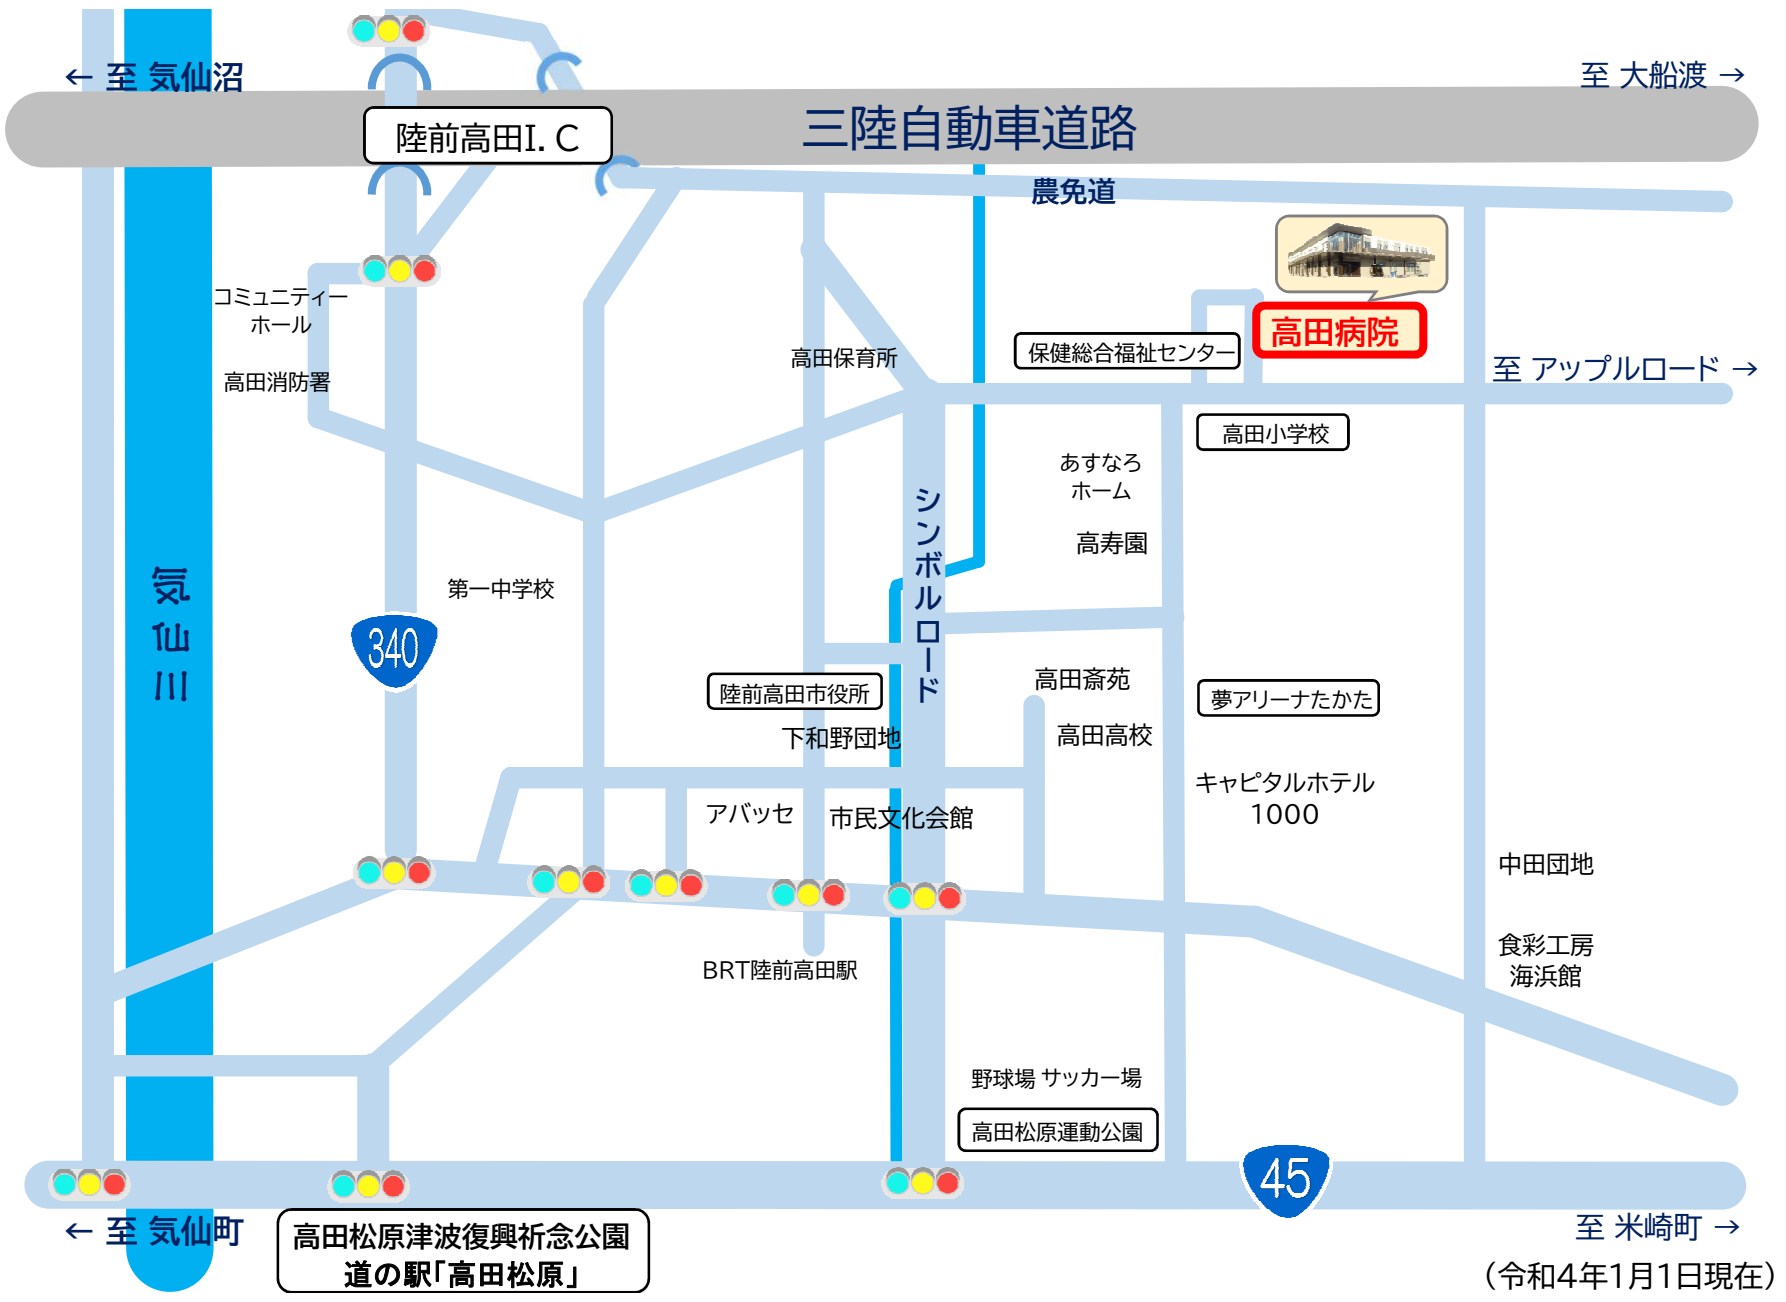 ← 至 気仙沼
至 大船渡 →
三陸自動車道路
陸前高田I.C
農免道
コミュニティー
ホール
高田病院
高田保育所
保健総合福祉センター
高田消防署
至 アップルロード →
高田小学校
あすなろ
ホーム
シンボルロード
高寿園
気仙川
第一中学校
340
陸前高田市役所
高田斎苑
夢アリーナたかた
下和野団地
高田高校
キャピタルホテル
1000
アバッセ
市民文化会館
中田団地
食彩工房
海浜館
BRT陸前高田駅
野球場 サッカー場
高田松原運動公園
45
← 至 気仙町
高田松原津波復興祈念公園
道の駅「高田松原」
至 米崎町 →
（令和4年1月1日現在）